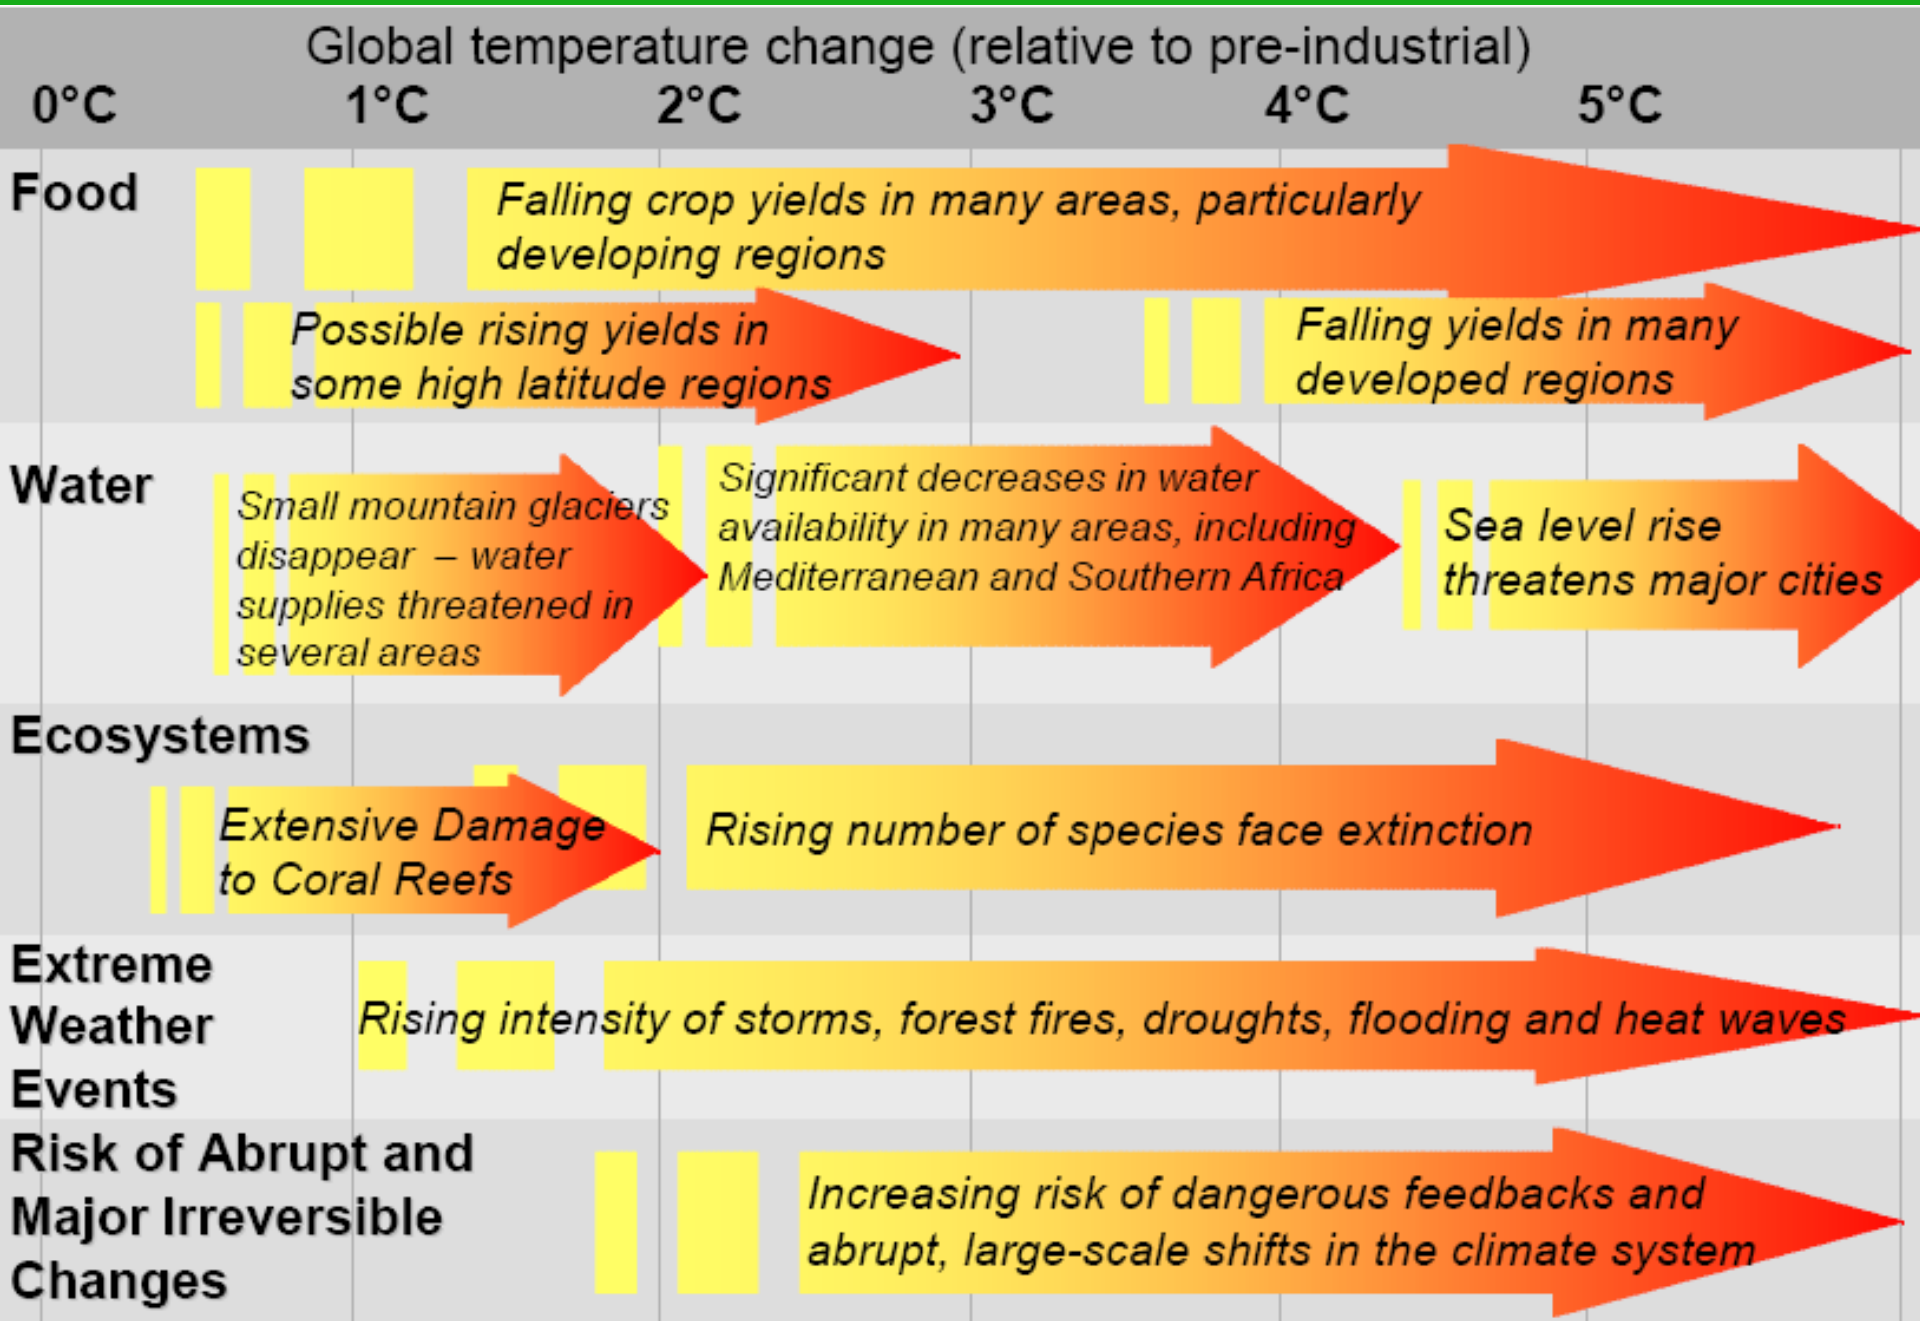 Global temperature change (relative to pre-industrial)
0°C 1°C 2°C 3°C 4°C 5°C
Food
Falling crop yields in many areas, particularly
developing regions
Possible rising yields in
some high latitude regions
Falling yields in many
developed regions
Water
Small mountain glaciers
disappear – water
supplies threatened in
several areas
Significant decreases in water
availability in many areas, including
Mediterranean and Southern Africa
Sea level rise
threatens major cities
Ecosystems
Extensive Damage
to Coral Reefs
Rising number of species face extinction
Extreme
Weather
Events
Rising intensity of storms, forest fires, droughts, flooding and heat waves
Risk of Abrupt and
Major Irreversible
Changes
Increasing risk of dangerous feedbacks and
abrupt, large-scale shifts in the climate system